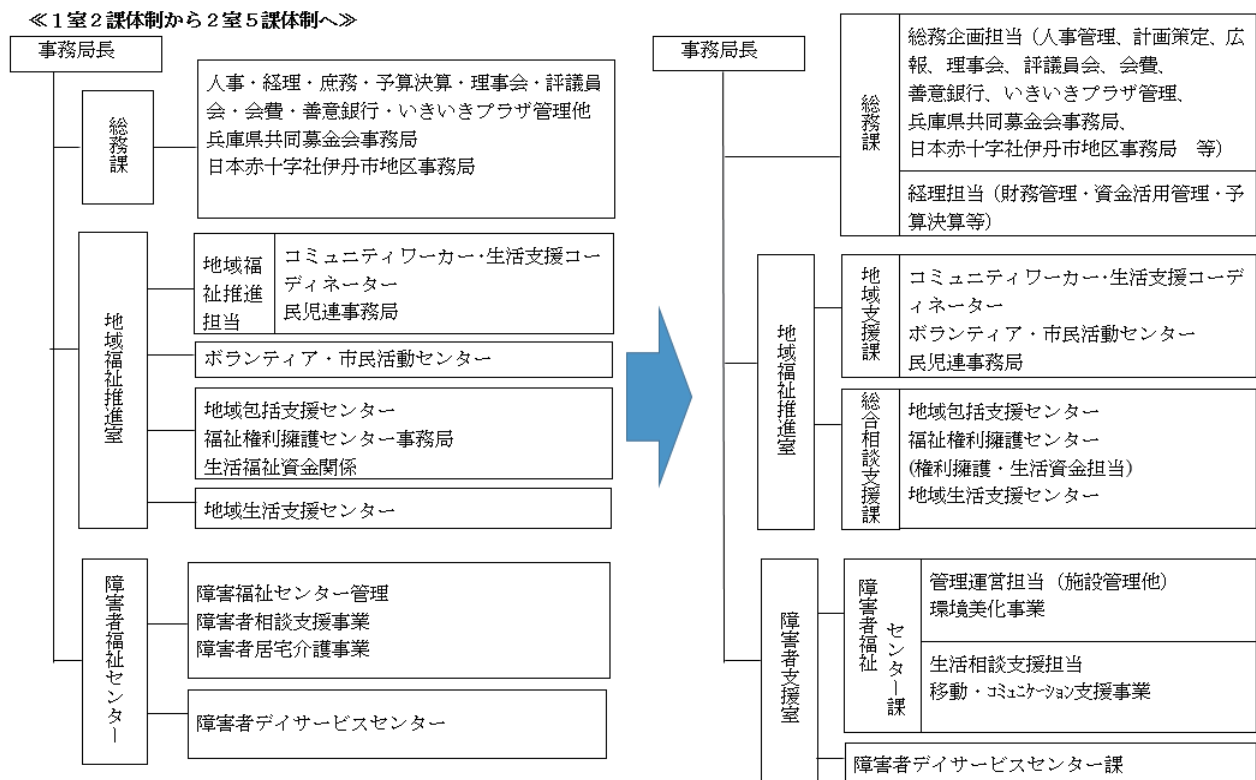 ≪1室2課体制から2室5課体制へ≫
事務局長
総務課
人事・経理・庶務・予算決算・理事会・評議員
会・会費・善意銀行・いきいきプラザ管理他
兵庫県共同募金会事務局
日本赤十字社伊丹市地区事務局
地域福祉推進室
地域福
祉推進
担当
コミュニティワーカー・生活支援コー
ディネーター
民児連事務局
ボランティア・市民活動センター
地域包括支援センター
福祉権利擁護センター事務局
生活福祉資金関係
地域生活支援センター
障害者福祉センター
障害福祉センター管理
障害者相談支援事業
障害者居宅介護事業
障害者デイサービスセンター
事務局長
総務課
総務企画担当（人事管理、計画策定、広
報、理事会、評議員会、会費、
善意銀行、いきいきプラザ管理、
兵庫県共同募金会事務局、
日本赤十字社伊丹市地区事務局　等）
経理担当（財務管理・資金活用管理・予
算決算等）
地域福祉推進室
地域支援課
コミュニティワーカー・生活支援コーデ
ィネーター
ボランティア・市民活動センター
民児連事務局
総合相談支援課
地域包括支援センター
福祉権利擁護センター
(権利擁護・生活資金担当)
地域生活支援センター
障害者支援室
障害者福祉
センター課
管理運営担当（施設管理他）
環境美化事業
生活相談支援担当
移動・ｺﾐｭﾆｹｰｼｮﾝ支援事業
障害者デイサービスセンター課